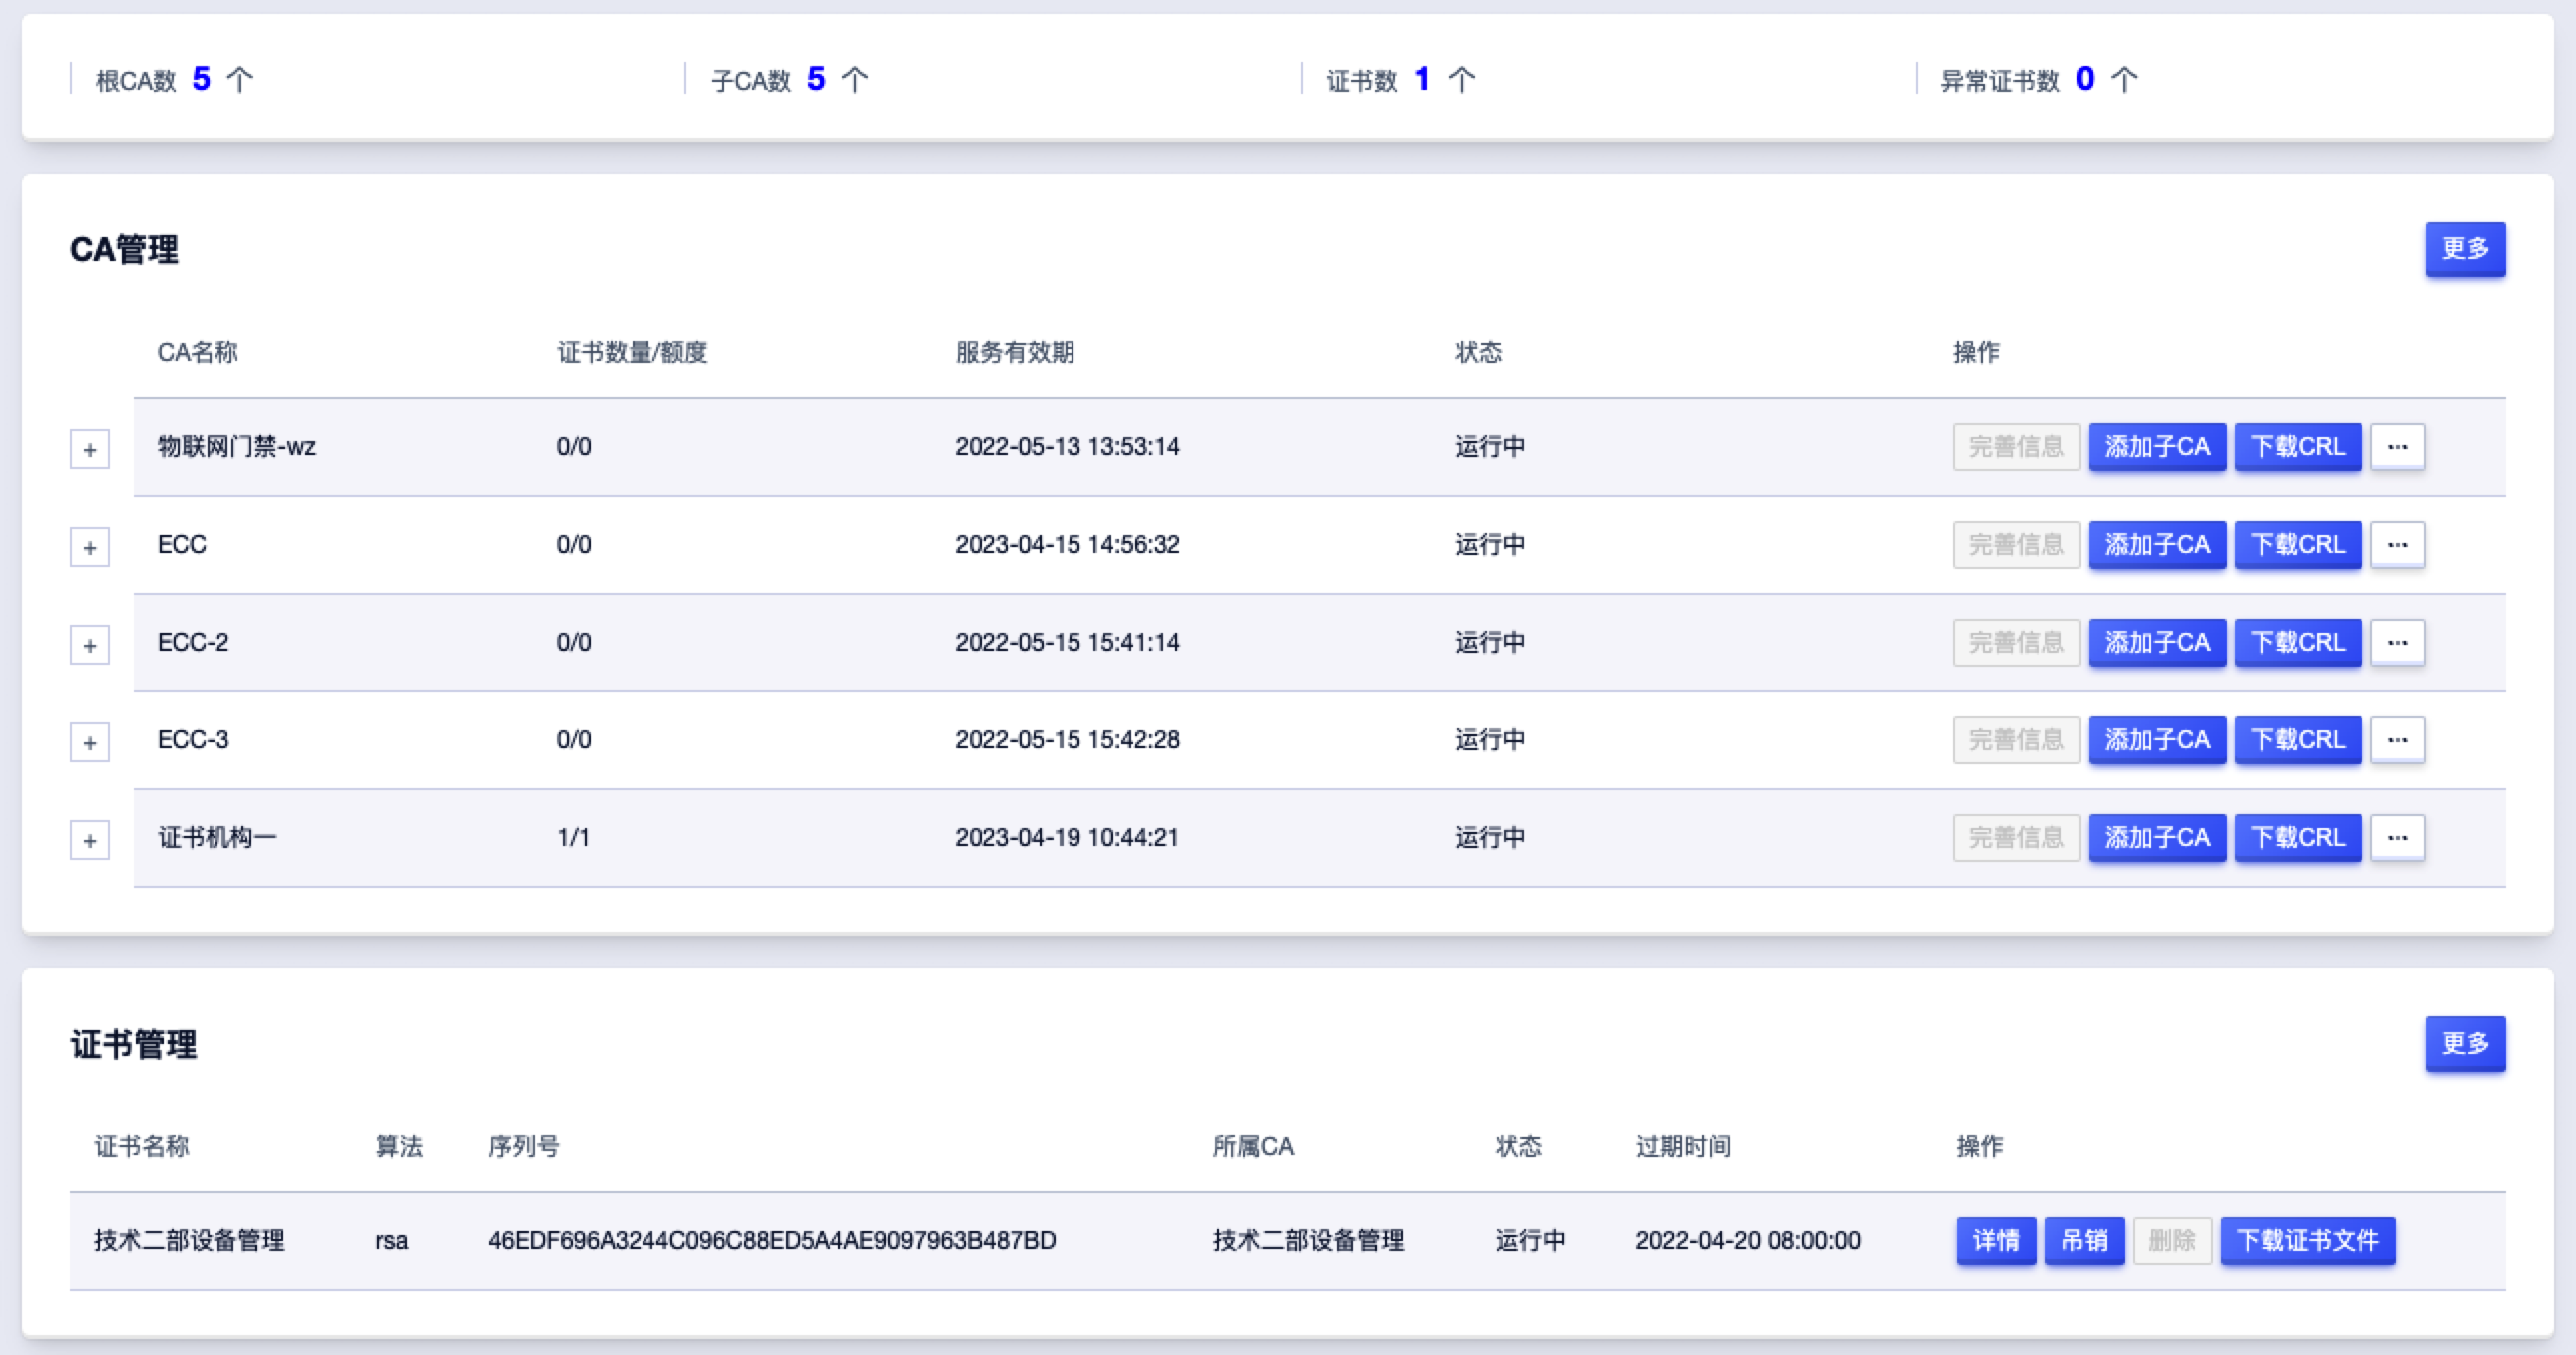 根CA数 5 个 子CA数 5 个 证书数 1 个 异常证书数 0 个
CA管理 更多
CA名称 证书数量/额度 服务有效期 状态 操作
+ 物联网门禁-wz 0/0 2022-05-13 13:53:14 运行中 完善信息 添加子CA 下载CRL ...
+ ECC 0/0 2023-04-15 14:56:32 运行中 完善信息 添加子CA 下载CRL ...
+ ECC-2 0/0 2022-05-15 15:41:14 运行中 完善信息 添加子CA 下载CRL ...
+ ECC-3 0/0 2022-05-15 15:42:28 运行中 完善信息 添加子CA 下载CRL ...
+ 证书机构一 1/1 2023-04-19 10:44:21 运行中 完善信息 添加子CA 下载CRL ...
证书管理 更多
证书名称 算法 序列号 所属CA 状态 过期时间 操作
技术二部设备管理 rsa 46EDF696A3244C096C88ED5A4AE9097963B487BD 技术二部设备管理 运行中 2022-04-20 08:00:00 详情 吊销 删除 下载证书文件